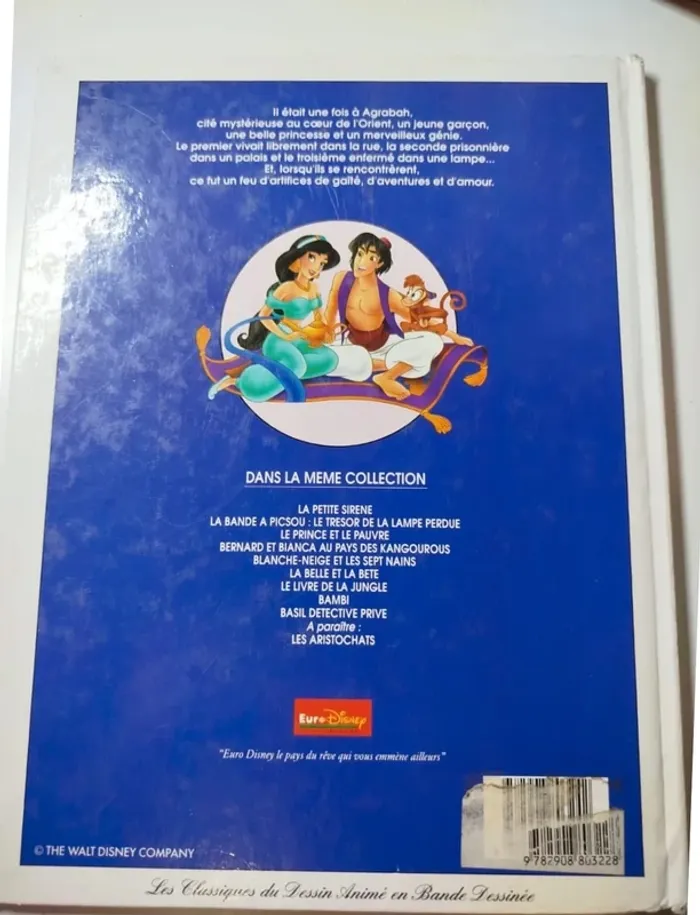 Il était une fois à Agrabah,
cité mystérieuse au cœur de l'Orient, un jeune garçon,
une belle princesse et un merveilleux génie.
Le premier vivait librement dans la rue, la seconde prisonnière
dans un palais et le troisième enfermé dans une lampe...
Et, lorsqu'ils se rencontrèrent,
ce fut un feu d'artifices de gaîté, d'aventures et d'amour.
DANS LA MEME COLLECTION
LA PETITE SIRENE
LA BANDE A PICSOU : LE TRESOR DE LA LAMPE PERDUE
LE PRINCE ET LE PAUVRE
BERNARD ET BIANCA AU PAYS DES KANGOUROUS
BLANCHE-NEIGE ET LES SEPT NAINS
LA BELLE ET LA BETE
LE LIVRE DE LA JUNGLE
BAMBI
BASIL DETECTIVE PRIVE
A paraître :
LES ARISTOCHATS
Euro Disney
"Euro Disney le pays du rêve qui vous emmène ailleurs"
9 782908 803228
© THE WALT DISNEY COMPANY
Les Classiques du Dessin Animé en Bande Dessinée